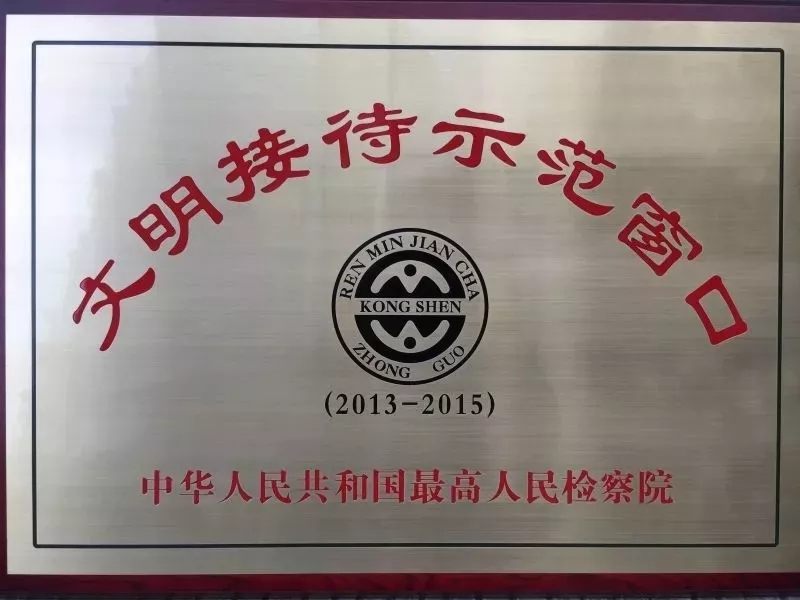 文明接待示范窗口
REN MIN JIAN CHA
KONG SHEN
ZHONG GUO
(2013-2015)
中华人民共和国最高人民检察院